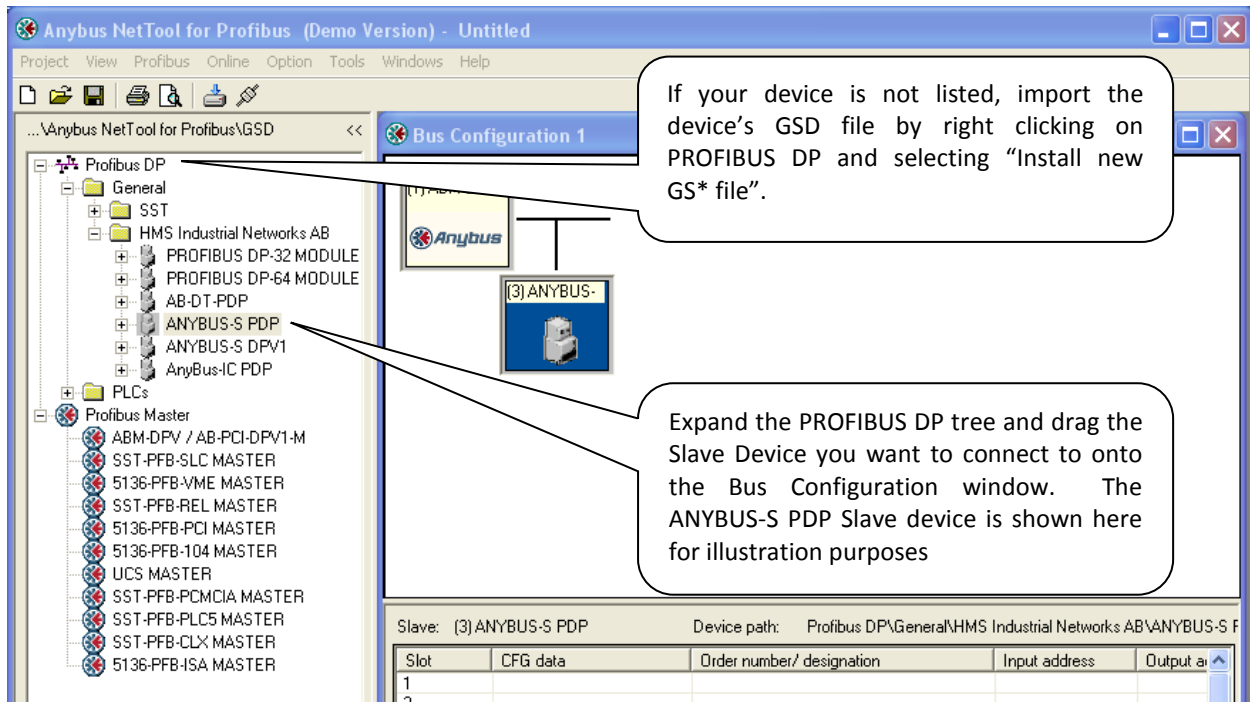 Anybus NetTool for Profibus (Demo Version) - Untitled
Project View Profibus Online Option Tools Windows Help
...\Anybus NetTool for Profibus\GSD <<
Profibus DP
General
SST
HMS Industrial Networks AB
PROFIBUS DP-32 MODULE
PROFIBUS DP-64 MODULE
AB-DT-PDP
ANYBUS-S PDP
ANYBUS-S DPV1
AnyBus-IC PDP
PLCs
Profibus Master
ABM-DPV / AB-PCI-DPV1-M
SST-PFB-SLC MASTER
5136-PFB-VME MASTER
SST-PFB-REL MASTER
5136-PFB-PCI MASTER
5136-PFB-104 MASTER
UCS MASTER
SST-PFB-PCMCIA MASTER
SST-PFB-PLC5 MASTER
SST-PFB-CLX MASTER
5136-PFB-ISA MASTER
Bus Configuration 1
If your device is not listed, import the
device's GSD file by right clicking on
PROFIBUS DP and selecting “Install new
GS* file”.
Anybus
(3) ANYBUS-
Expand the PROFIBUS DP tree and drag the
Slave Device you want to connect to onto
the Bus Configuration window. The
ANYBUS-S PDP Slave device is shown here
for illustration purposes
Slave: (3) ANYBUS-S PDP Device path: Profibus DP\General\HMS Industrial Networks AB\ANYBUS-S
Slot CFG data Order number/ designation Input address Output
1